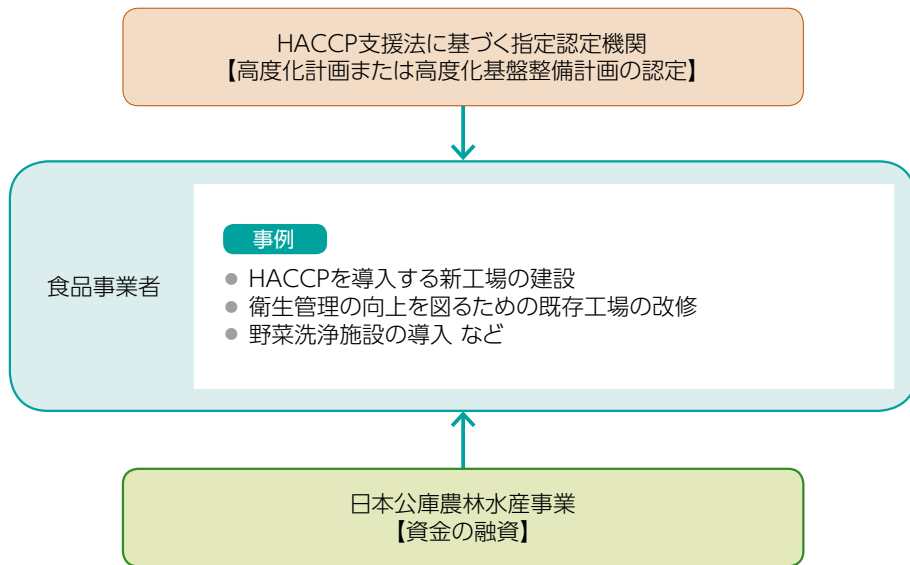 HACCP支援法に基づく指定認定機関
【高度化計画または高度化基盤整備計画の認定】
食品事業者
事例
● HACCPを導入する新工場の建設
● 衛生管理の向上を図るための既存工場の改修
● 野菜洗浄施設の導入 など
日本公庫農林水産事業
【資金の融資】